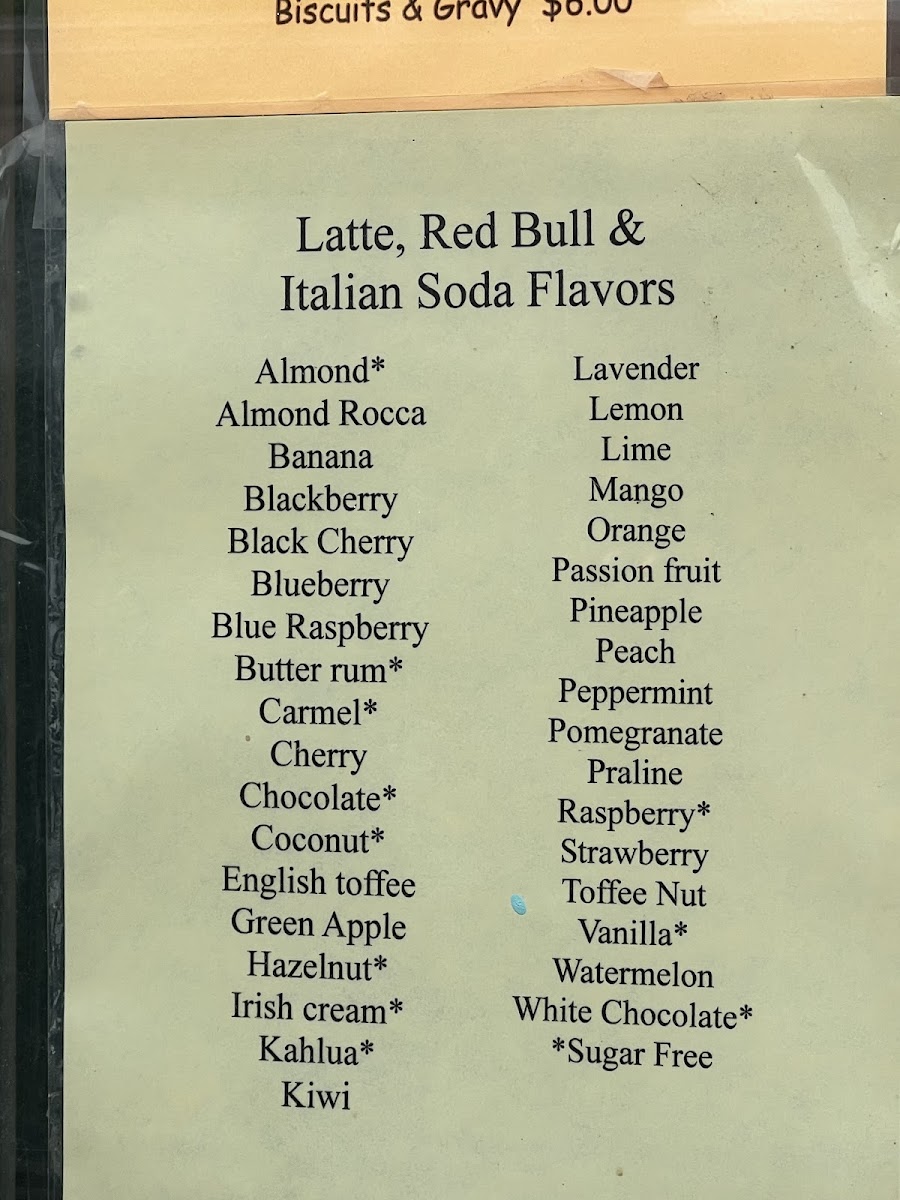 Biscuits & Gravy $6.00
Latte, Red Bull &
Italian Soda Flavors
Almond*
Almond Rocca
Banana
Blackberry
Black Cherry
Blueberry
Blue Raspberry
Butter rum*
Carmel*
Cherry
Chocolate*
Coconut*
English toffee
Green Apple
Hazelnut*
Irish cream*
Kahlua*
Kiwi
Lavender
Lemon
Lime
Mango
Orange
Passion fruit
Pineapple
Peach
Peppermint
Pomegranate
Praline
Raspberry*
Strawberry
Toffee Nut
Vanilla*
Watermelon
White Chocolate*
*Sugar Free